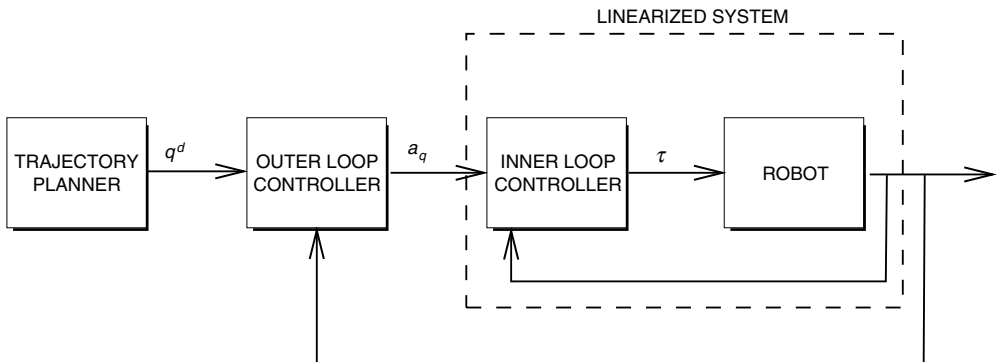 LINEARIZED SYSTEM
TRAJECTORY
PLANNER
q^d
OUTER LOOP
CONTROLLER
a_q
INNER LOOP
CONTROLLER
τ
ROBOT